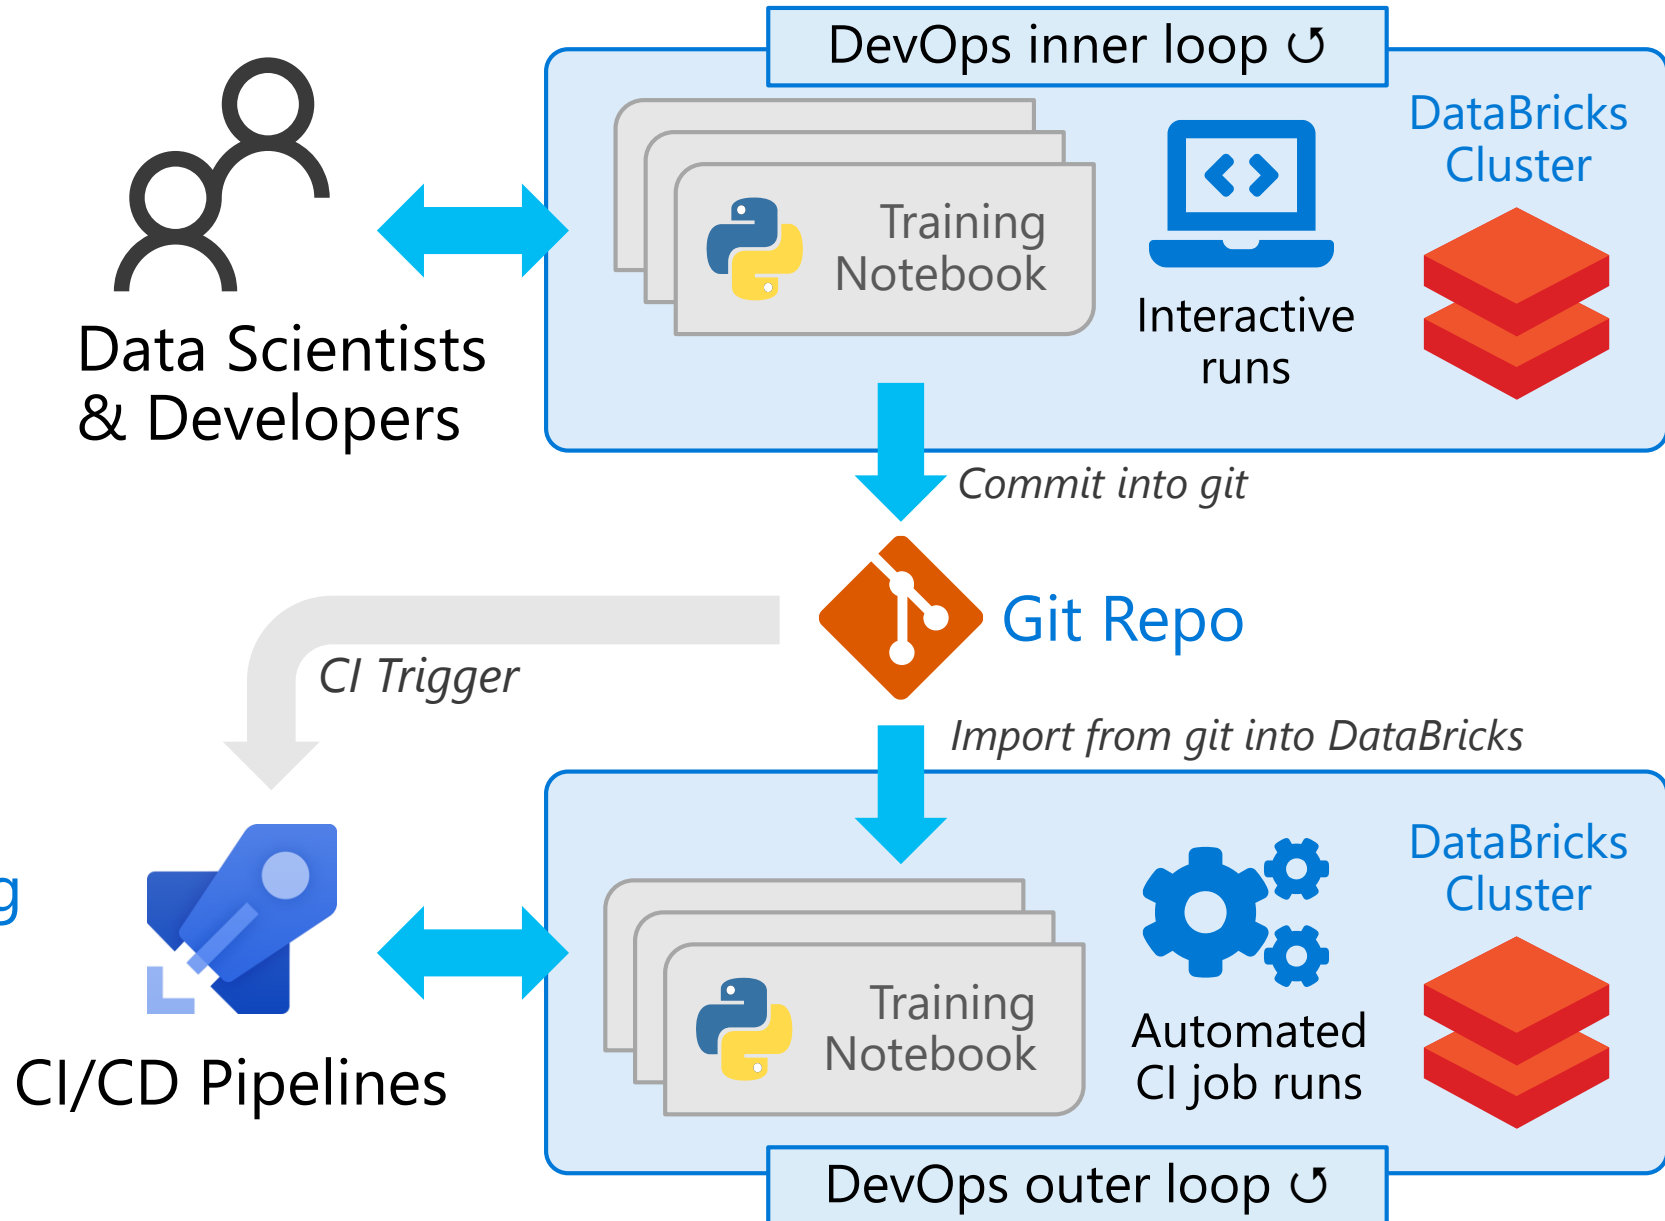 DevOps inner loop ↺
DataBricks
Cluster
Training
Notebook
Interactive
runs
Data Scientists
& Developers
Commit into git
Git Repo
CI Trigger
Import from git into DataBricks
DataBricks
Cluster
g
Training
Notebook
Automated
CI job runs
CI/CD Pipelines
DevOps outer loop ↺